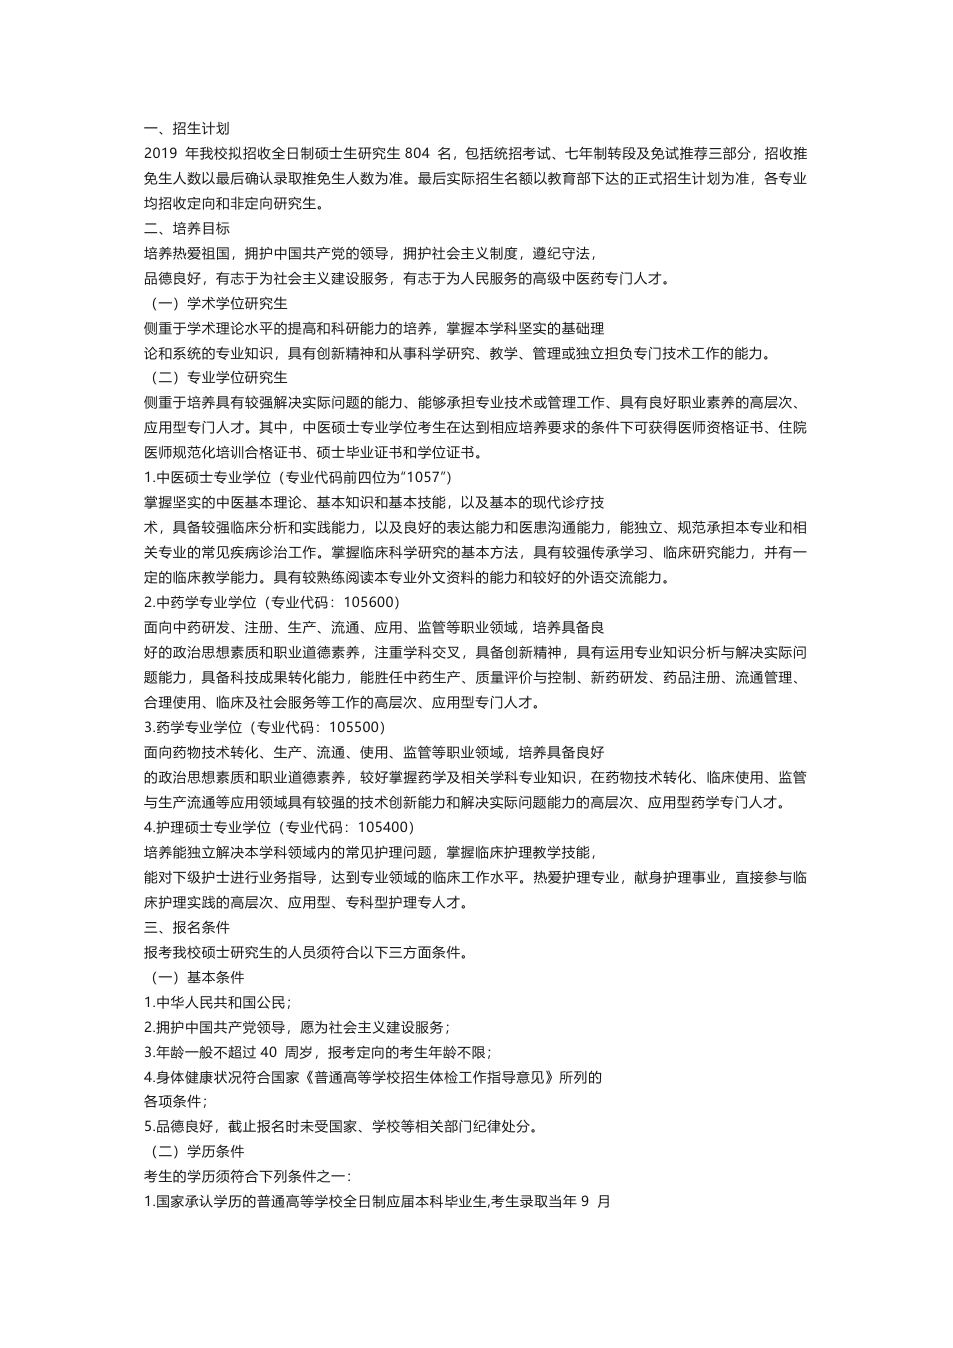 一、招生计划
2019 年我校拟招收全日制硕士生研究生 804 名，包括统招考试、七年制转段及免试推荐三部分，招收推
免生人数以最后确认录取推免生人数为准。最后实际招生名额以教育部下达的正式招生计划为准，各专业
均招收定向和非定向研究生。
二、培养目标
培养热爱祖国，拥护中国共产党的领导，拥护社会主义制度，遵纪守法，
品德良好，有志于为社会主义建设服务，有志于为人民服务的高级中医药专门人才。
（一）学术学位研究生
侧重于学术理论水平的提高和科研能力的培养，掌握本学科坚实的基础理
论和系统的专业知识，具有创新精神和从事科学研究、教学、管理或独立担负专门技术工作的能力。
（二）专业学位研究生
侧重于培养具有较强解决实际问题的能力、能够承担专业技术或管理工作、具有良好职业素养的高层次、
应用型专门人才。其中，中医硕士专业学位考生在达到相应培养要求的条件下可获得医师资格证书、住院
医师规范化培训合格证书、硕士毕业证书和学位证书。
1.中医硕士专业学位（专业代码前四位为“1057”）
掌握坚实的中医基本理论、基本知识和基本技能，以及基本的现代诊疗技
术，具备较强临床分析和实践能力，以及良好的表达能力和医患沟通能力，能独立、规范承担本专业和相
关专业的常见疾病诊治工作。掌握临床科学研究的基本方法，具有较强传承学习、临床研究能力，并有一
定的临床教学能力。具有较熟练阅读本专业外文资料的能力和较好的外语交流能力。
2.中药学专业学位（专业代码：105600）
面向中药研发、注册、生产、流通、应用、监管等职业领域，培养具备良
好的政治思想素质和职业道德素养，注重学科交叉，具备创新精神，具有运用专业知识分析与解决实际问
题能力，具备科技成果转化能力，能胜任中药生产、质量评价与控制、新药研发、药品注册、流通管理、
合理使用、临床及社会服务等工作的高层次、应用型专门人才。
3.药学专业学位（专业代码：105500）
面向药物技术转化、生产、流通、使用、监管等职业领域，培养具备良好
的政治思想素质和职业道德素养，较好掌握药学及相关学科专业知识，在药物技术转化、临床使用、监管
与生产流通等应用领域具有较强的技术创新能力和解决实际问题能力的高层次、应用型药学专门人才。
4.护理硕士专业学位（专业代码：105400）
培养能独立解决本学科领域内的常见护理问题，掌握临床护理教学技能，
能对下级护士进行业务指导，达到专业领域的临床工作水平。热爱护理专业，献身护理事业，直接参与临
床护理实践的高层次、应用型、专科型护理专人才。
三、报名条件
报考我校硕士研究生的人员须符合以下三方面条件。
（一）基本条件
1.中华人民共和国公民；
2.拥护中国共产党领导，愿为社会主义建设服务；
3.年龄一般不超过 40 周岁，报考定向的考生年龄不限；
4.身体健康状况符合国家《普通高等学校招生体检工作指导意见》所列的
各项条件；
5.品德良好，截止报名时未受国家、学校等相关部门纪律处分。
（二）学历条件
考生的学历须符合下列条件之一：
1.国家承认学历的普通高等学校全日制应届本科毕业生,考生录取当年 9 月